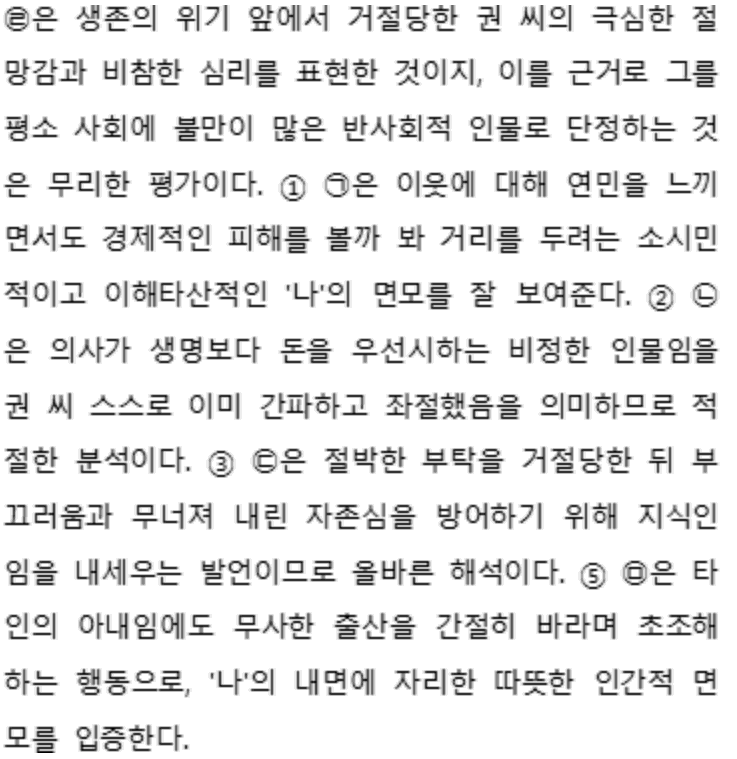 ㉣은 생존의 위기 앞에서 거절당한 권 씨의 극심한 절
망감과 비참한 심리를 표현한 것이지, 이를 근거로 그를
평소 사회에 불만이 많은 반사회적 인물로 단정하는 것
은 무리한 평가이다. ① ㉠은 이웃에 대해 연민을 느끼
면서도 경제적인 피해를 볼까 봐 거리를 두려는 소시민
적이고 이해타산적인 '나'의 면모를 잘 보여준다. ② ㉡
은 의사가 생명보다 돈을 우선시하는 비정한 인물임을
권 씨 스스로 이미 간파하고 좌절했음을 의미하므로 적
절한 분석이다. ③ ㉢은 절박한 부탁을 거절당한 뒤 부
끄러움과 무너져 내린 자존심을 방어하기 위해 지식인
임을 내세우는 발언이므로 올바른 해석이다. ⑤ ㉤은 타
인의 아내임에도 무사한 출산을 간절히 바라며 초조해
하는 행동으로, '나'의 내면에 자리한 따뜻한 인간적 면
모를 입증한다.